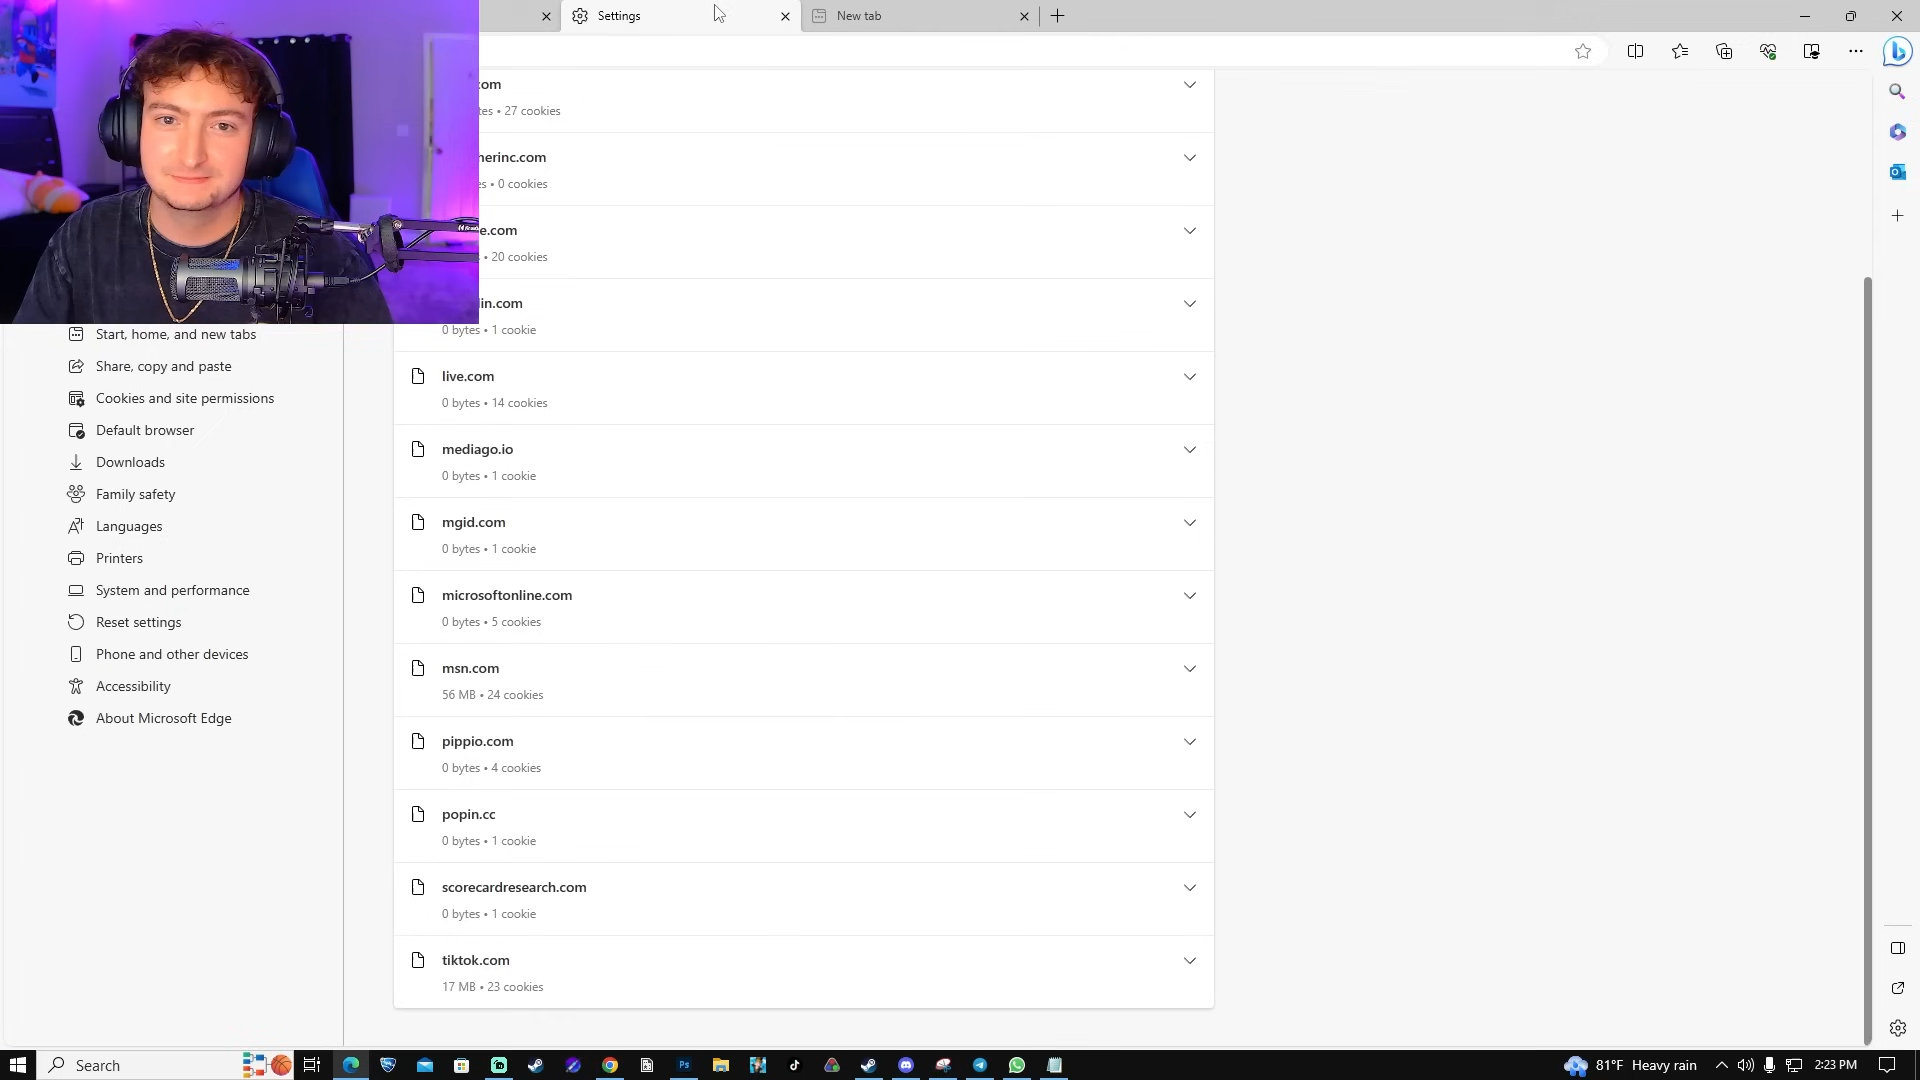 Settings
New tab
.com
tes • 27 cookies
nerinc.com
es • 0 cookies
e.com
• 20 cookies
in.com
0 bytes • 1 cookie
Start, home, and new tabs
Share, copy and paste
Cookies and site permissions
Default browser
Downloads
Family safety
Languages
Printers
System and performance
Reset settings
Phone and other devices
Accessibility
About Microsoft Edge
live.com
0 bytes • 14 cookies
mediago.io
0 bytes • 1 cookie
mgid.com
0 bytes • 1 cookie
microsoftonline.com
0 bytes • 5 cookies
msn.com
56 MB • 24 cookies
pippio.com
0 bytes • 4 cookies
popin.cc
0 bytes • 1 cookie
scorecardresearch.com
0 bytes • 1 cookie
tiktok.com
17 MB • 23 cookies
Search
Ps
81°F Heavy rain
2:23 PM